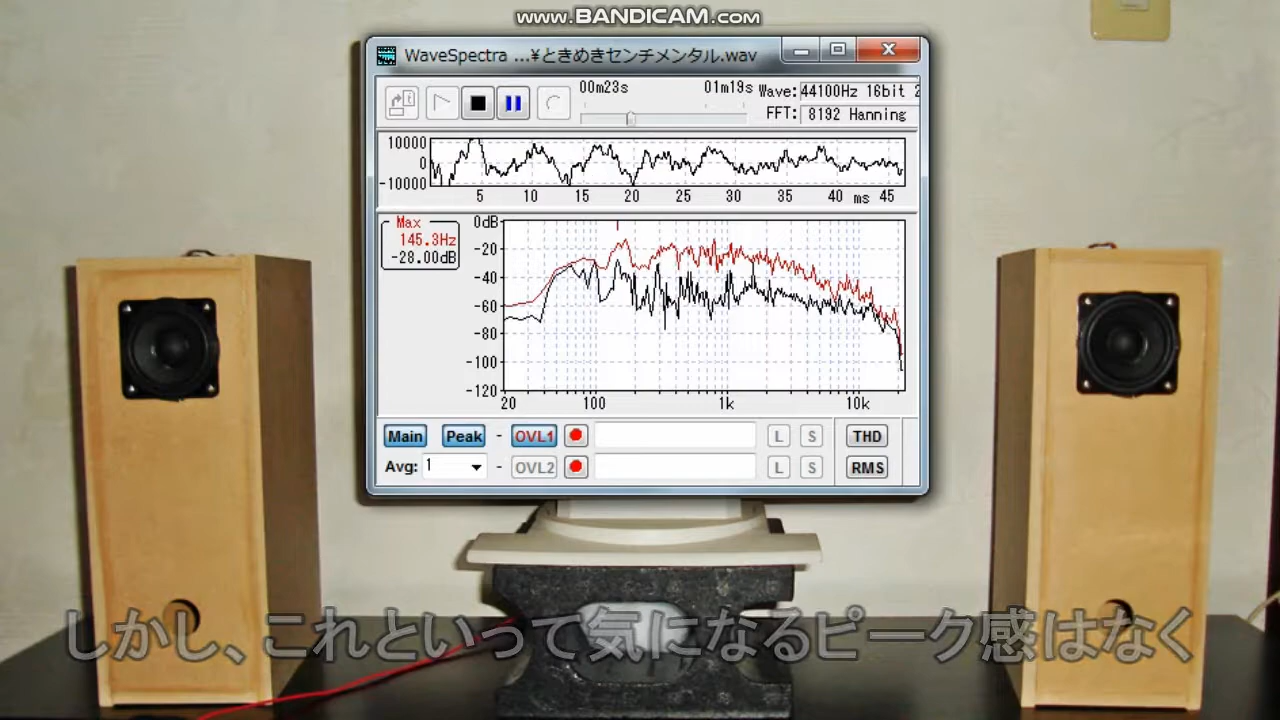 www.BANDICAM.com
WaveSpectra ...¥ときめきセンチメンタル.wav
00m23s 01m19s Wave: 44100Hz 16bit 2
FFT: 8192 Hanning
10000
0
-10000
5 10 15 20 25 30 35 40 ms 45
Max
145.3Hz
-28.00dB
0dB
-20
-40
-60
-80
-100
-120
20 100 1k 10k
Main Peak - OVL1 L S THD
Avg: 1 - OVL2 L S RMS
しかし、これといって気になるピーク感はなく